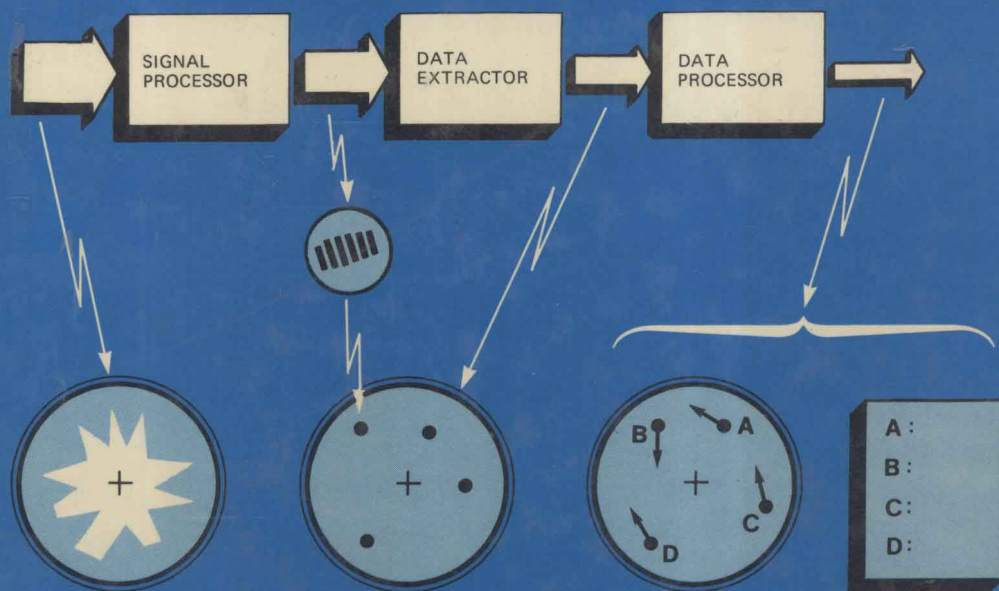 SIGNAL
PROCESSOR
DATA
EXTRACTOR
DATA
PROCESSOR
B
A
C
D
A:
B:
C:
D: